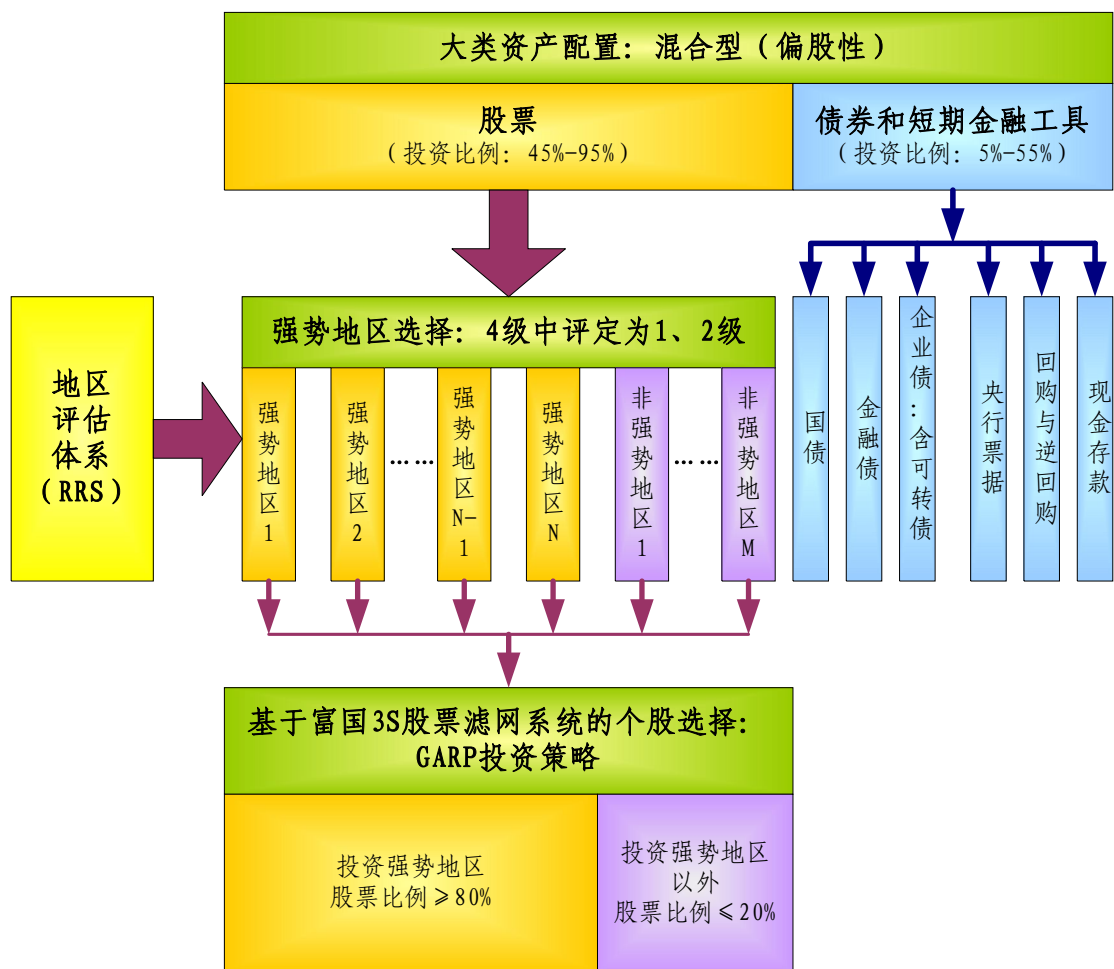 大类资产配置：混合型（偏股性）
股票
（投资比例：45%-95%）
债券和短期金融工具
（投资比例：5%-55%）
地区
评估
体系
（RRS）
强势地区选择：4级中评定为1、2级
强势地区1
强势地区2
……
强势地区N-1
强势地区N
非强势地区1
……
非强势地区M
国债
金融债
企业债：含可转债
央行票据
回购与逆回购
现金存款
基于富国3S股票滤网系统的个股选择：
GARP投资策略
投资强势地区
股票比例≥80%
投资强势地区
以外
股票比例≤20%